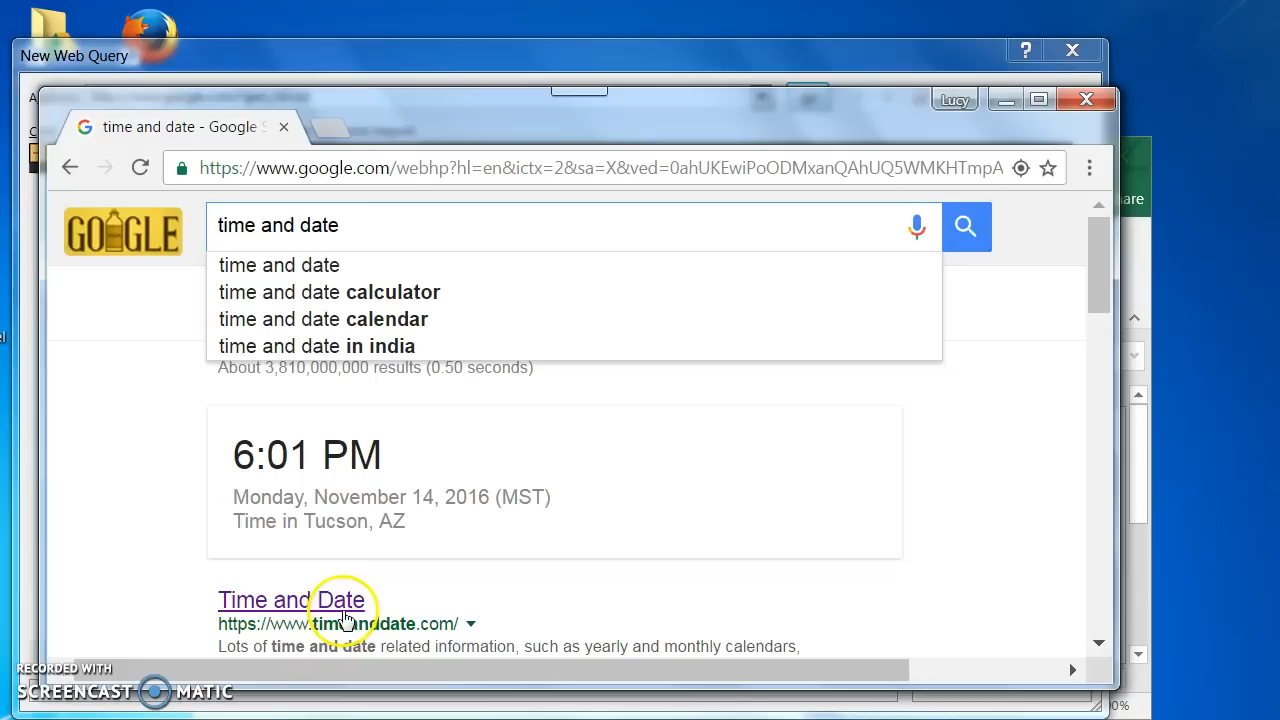 New Web Query
Lucy
time and date - Google S
https://www.google.com/webhp?hl=en&ictx=2&sa=X&ved=0ahUKEwiPoODMxanQAhUQ5WMKHTmpA
are
GOOGLE
time and date
time and date
time and date calculator
time and date calendar
time and date in india
About 3,810,000,000 results (0.50 seconds)
6:01 PM
Monday, November 14, 2016 (MST)
Time in Tucson, AZ
Time and Date
https://www.timeanddate.com/
Lots of time and date related information, such as yearly and monthly calendars,
RECORDED WITH
SCREENCAST MATIC
0%